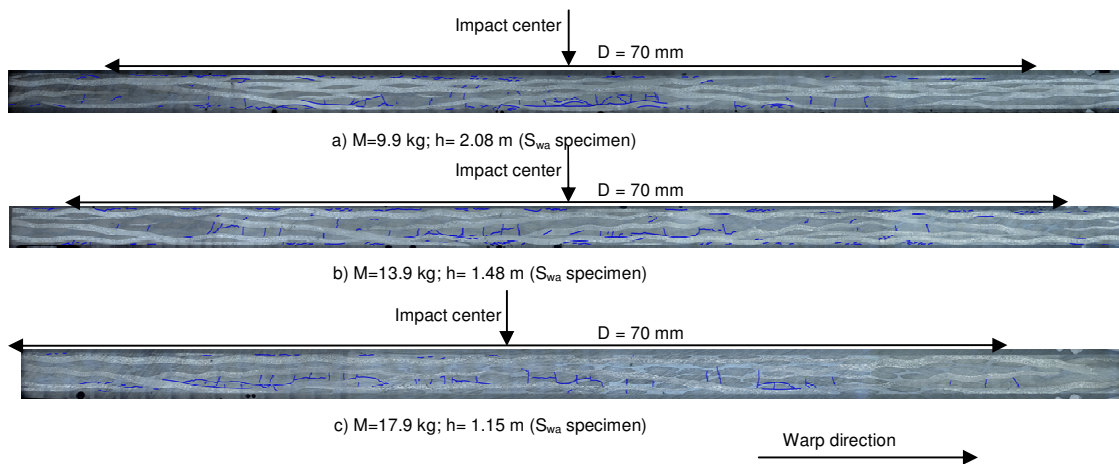 Impact center
D = 70 mm
a) M=9.9 kg; h= 2.08 m (Swa specimen)
Impact center
D = 70 mm
b) M=13.9 kg; h= 1.48 m (Swa specimen)
Impact center
D = 70 mm
c) M=17.9 kg; h= 1.15 m (Swa specimen)
Warp direction